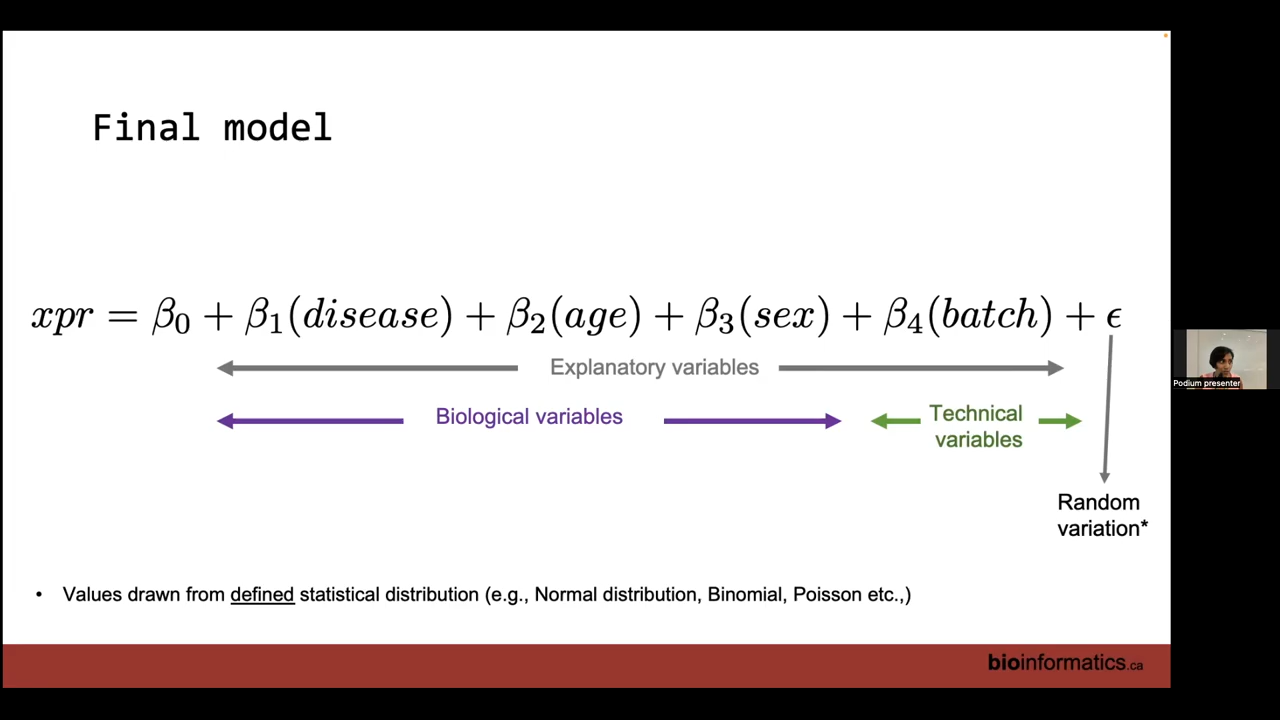 Final model
xpr = β₀ + β₁(disease) + β₂(age) + β₃(sex) + β₄(batch) + ϵ
Explanatory variables
Biological variables
Technical
variables
Random
variation*
• Values drawn from defined statistical distribution (e.g., Normal distribution, Binomial, Poisson etc.,)
bioinformatics.ca
Podium presenter